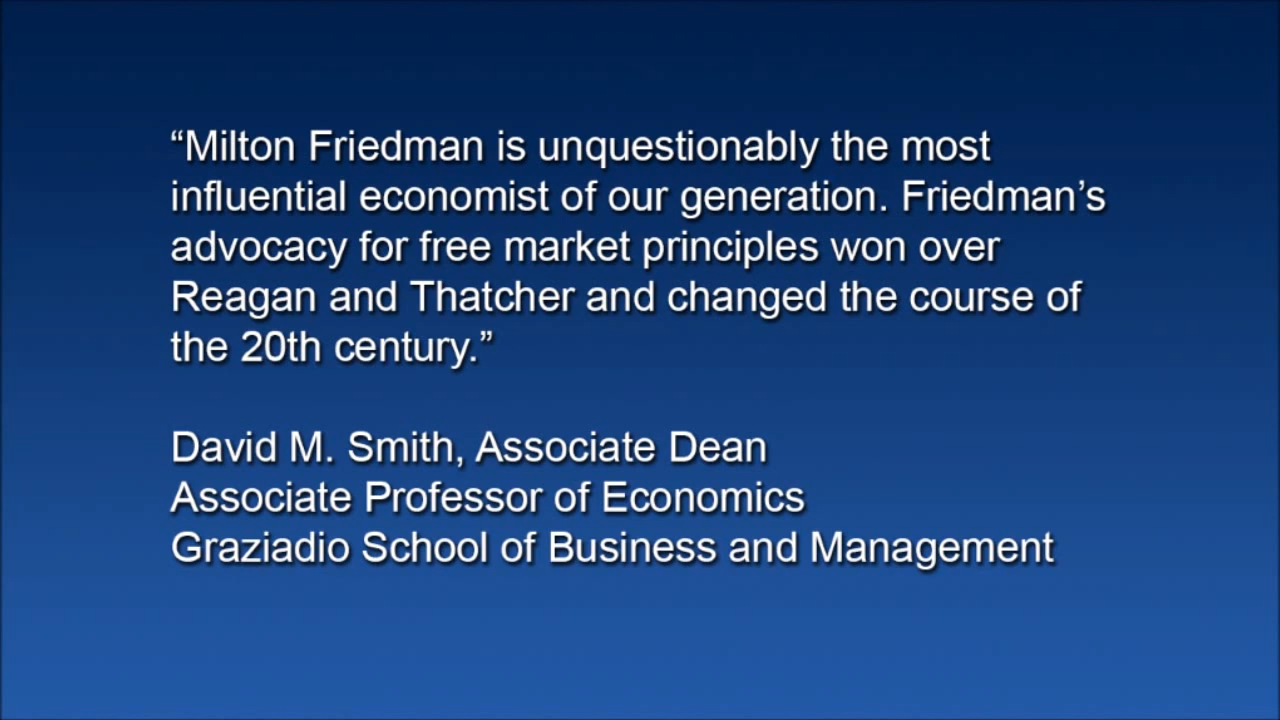 “Milton Friedman is unquestionably the most
influential economist of our generation. Friedman’s
advocacy for free market principles won over
Reagan and Thatcher and changed the course of
the 20th century.”
David M. Smith, Associate Dean
Associate Professor of Economics
Graziadio School of Business and Management